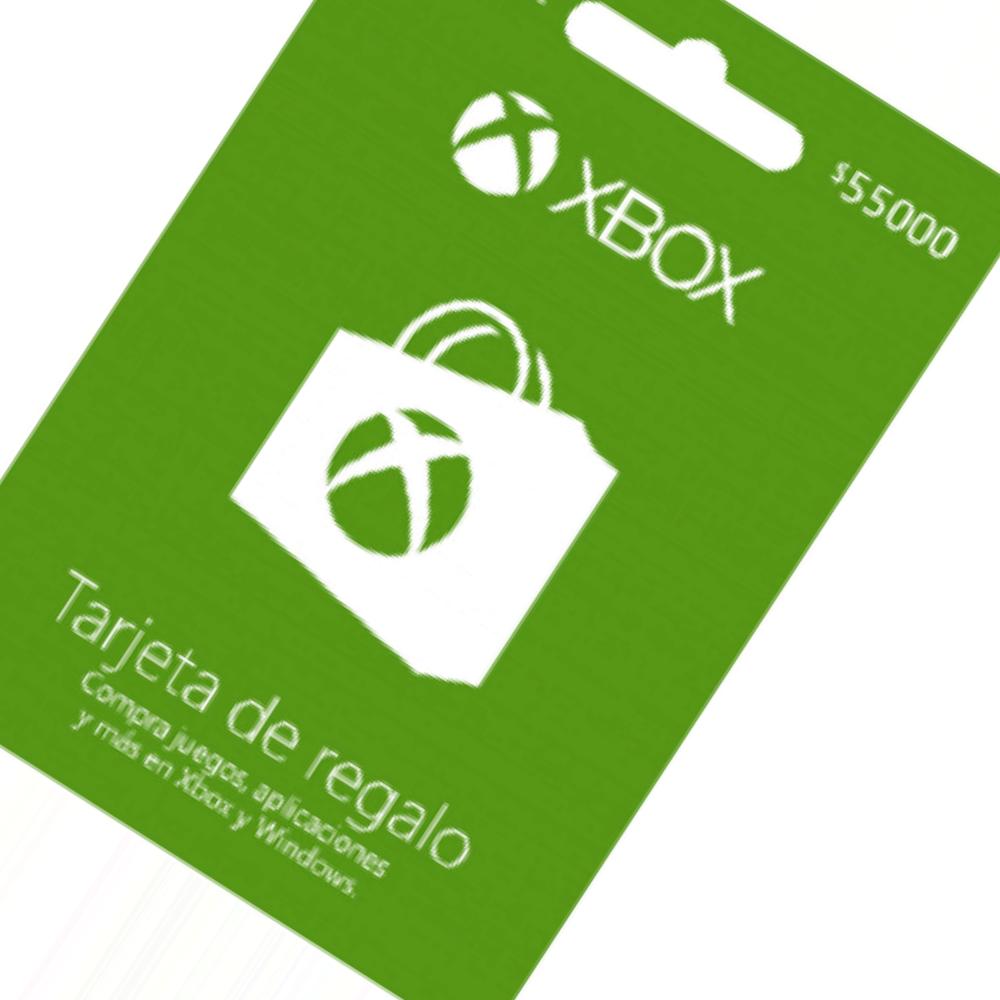 $55000
XBOX
Tarjeta de regalo
Compra juegos, aplicaciones
y más en Xbox y Windows.